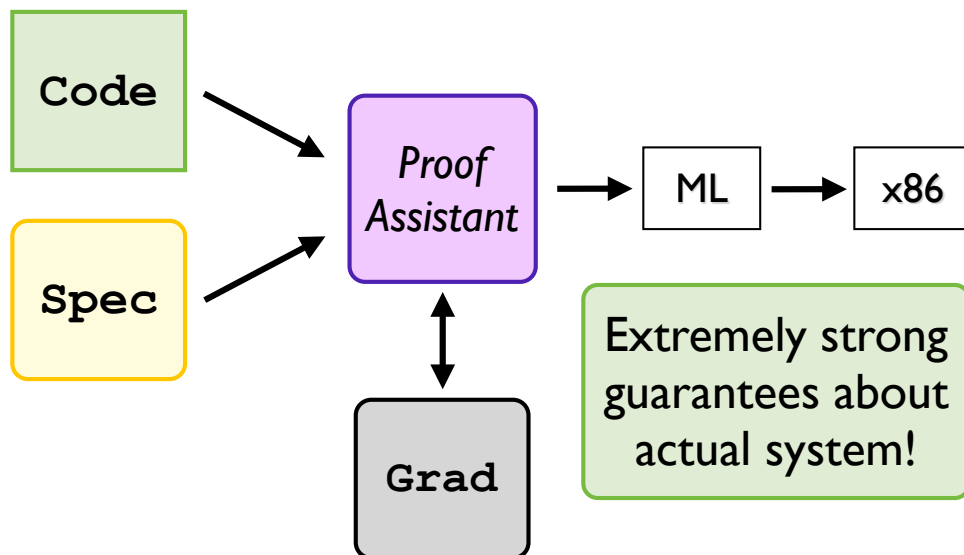 Code
Proof
Assistant
ML
x86
Spec
Extremely strong
guarantees about
actual system!
Grad